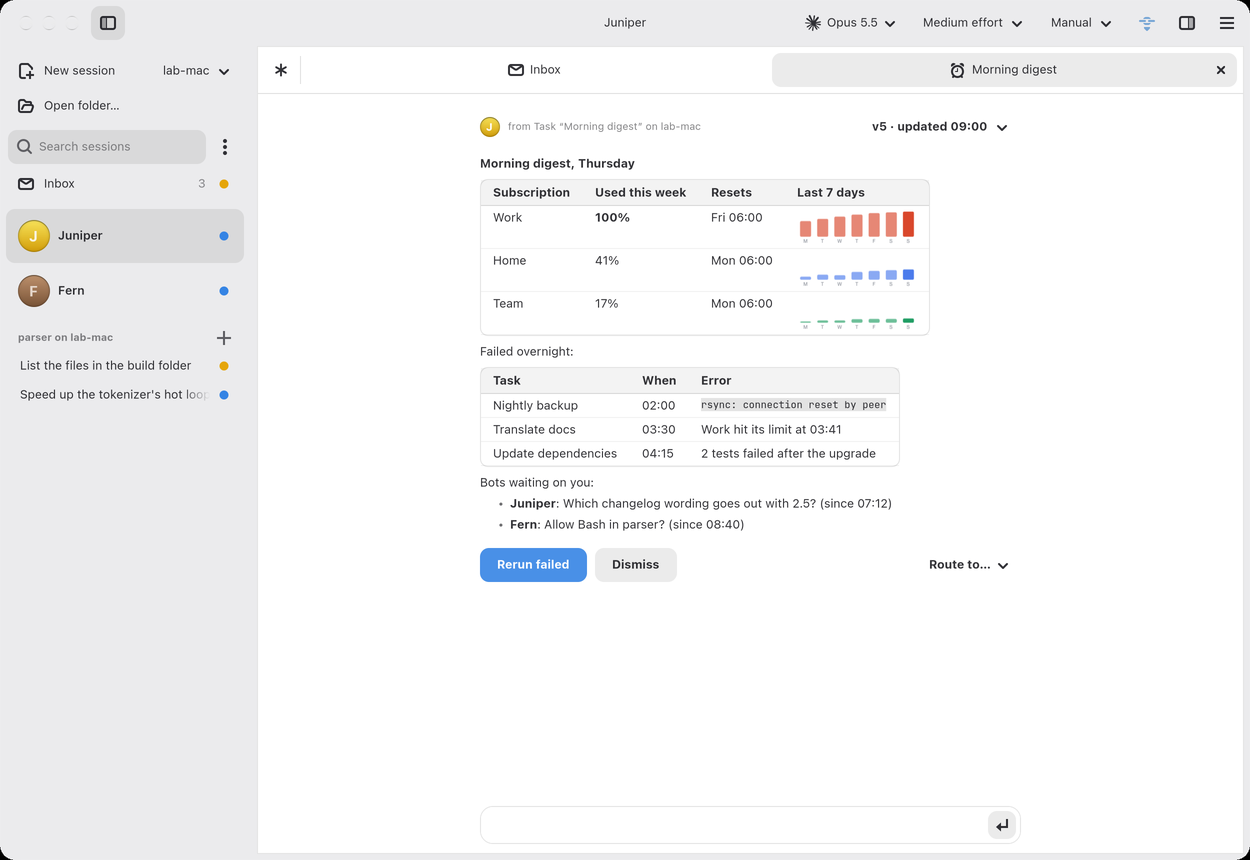 Juniper
Opus 5.5
Medium effort
Manual
New session
lab-mac
Open folder...
Search sessions
Inbox
3
J
Juniper
F
Fern
parser on lab-mac
List the files in the build folder
Speed up the tokenizer's hot loop
Inbox
Morning digest
J
from Task “Morning digest” on lab-mac
v5 · updated 09:00
Morning digest, Thursday
Subscription Used this week Resets Last 7 days
Work 100% Fri 06:00
M T W T F S S
Home 41% Mon 06:00
M T W T F S S
Team 17% Mon 06:00
M T W T F S S
Failed overnight:
Task When Error
Nightly backup 02:00 rsync: connection reset by peer
Translate docs 03:30 Work hit its limit at 03:41
Update dependencies 04:15 2 tests failed after the upgrade
Bots waiting on you:
• Juniper: Which changelog wording goes out with 2.5? (since 07:12)
• Fern: Allow Bash in parser? (since 08:40)
Rerun failed
Dismiss
Route to...